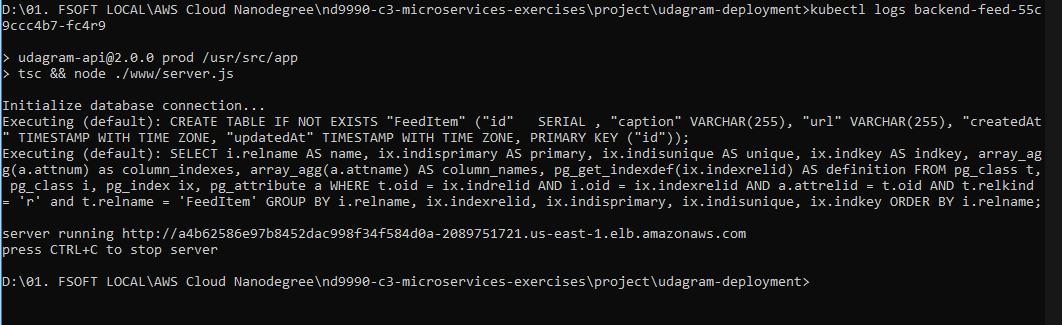 D:\01. FSOFT LOCAL\AWS Cloud Nanodegree\nd9990-c3-microservices-exercises\project\udagram-deployment>kubectl logs backend-feed-55c
9ccc4b7-fc4r9
> udagram-api@2.0.0 prod /usr/src/app
> tsc && node ./www/server.js
Initialize database connection...
Executing (default): CREATE TABLE IF NOT EXISTS "FeedItem" ("id"   SERIAL , "caption" VARCHAR(255), "url" VARCHAR(255), "createdAt
" TIMESTAMP WITH TIME ZONE, "updatedAt" TIMESTAMP WITH TIME ZONE, PRIMARY KEY ("id"));
Executing (default): SELECT i.relname AS name, ix.indisprimary AS primary, ix.indisunique AS unique, ix.indkey AS indkey, array_ag
g(a.attnum) as column_indexes, array_agg(a.attname) AS column_names, pg_get_indexdef(ix.indexrelid) AS definition FROM pg_class t,
 pg_class i, pg_index ix, pg_attribute a WHERE t.oid = ix.indrelid AND i.oid = ix.indexrelid AND a.attrelid = t.oid AND t.relkind
= 'r' and t.relname = 'FeedItem' GROUP BY i.relname, ix.indexrelid, ix.indisprimary, ix.indisunique, ix.indkey ORDER BY i.relname;
server running http://a4b62586e97b8452dac998f34f584d0a-2089751721.us-east-1.elb.amazonaws.com
press CTRL+C to stop server
D:\01. FSOFT LOCAL\AWS Cloud Nanodegree\nd9990-c3-microservices-exercises\project\udagram-deployment>